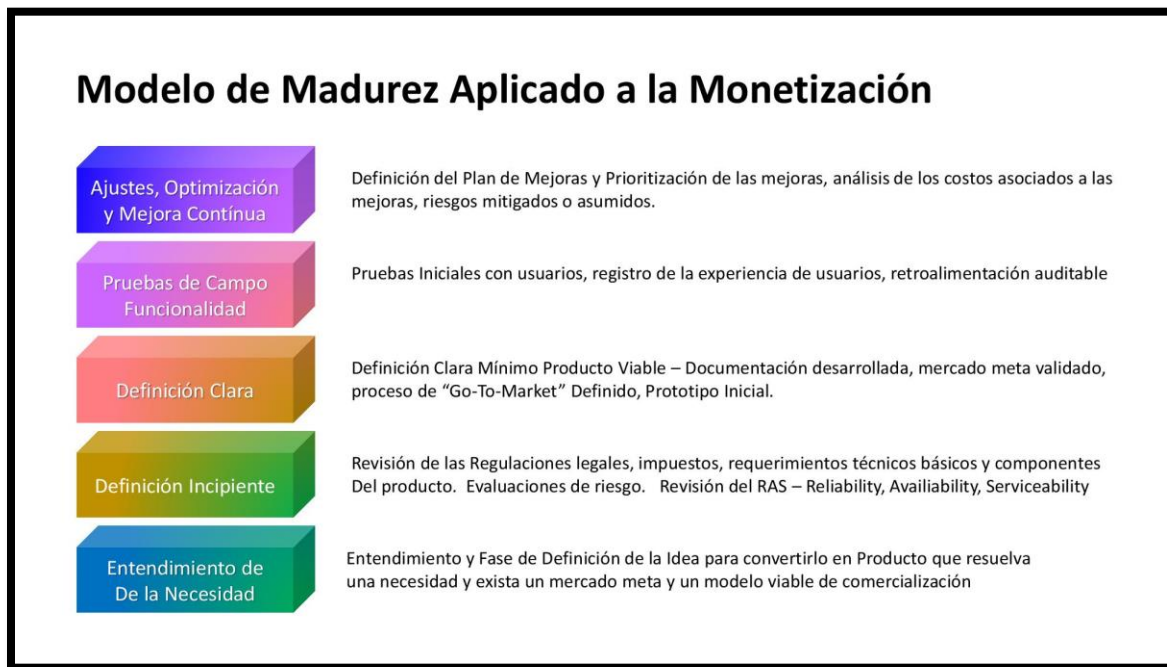 Modelo de Madurez Aplicado a la Monetización
Ajustes, Optimización
y Mejora Contínua
Definición del Plan de Mejoras y Prioritización de las mejoras, análisis de los costos asociados a las
mejoras, riesgos mitigados o asumidos.
Pruebas de Campo
Funcionalidad
Pruebas Iniciales con usuarios, registro de la experiencia de usuarios, retroalimentación auditable
Definición Clara
Definición Clara Mínimo Producto Viable – Documentación desarrollada, mercado meta validado,
proceso de “Go-To-Market” Definido, Prototipo Inicial.
Definición Incipiente
Revisión de las Regulaciones legales, impuestos, requerimientos técnicos básicos y componentes
Del producto. Evaluaciones de riesgo. Revisión del RAS – Reliability, Availiability, Serviceability
Entendimiento de
De la Necesidad
Entendimiento y Fase de Definición de la Idea para convertirlo en Producto que resuelva
una necesidad y exista un mercado meta y un modelo viable de comercialización